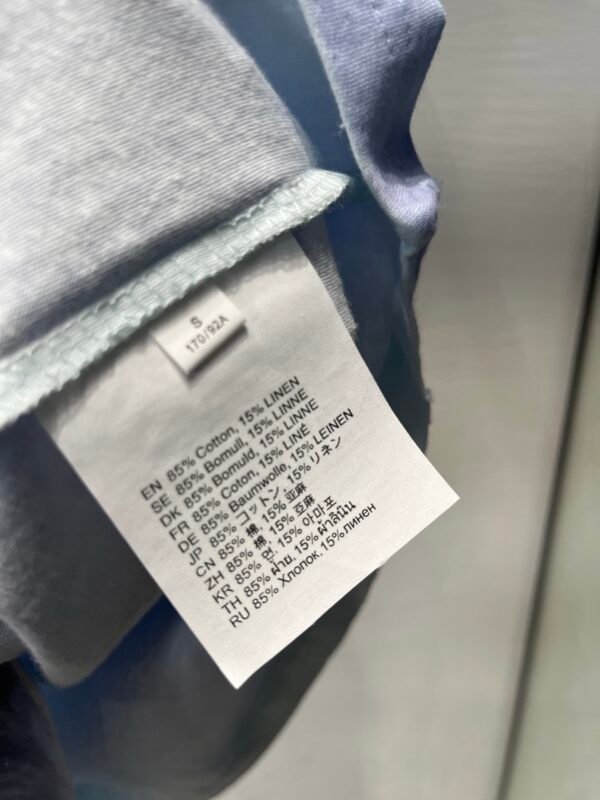 S
170/92A
EN 85% Cotton, 15% LINEN
SE 85% Bomull, 15% LINNE
DK 85% Bomuld, 15% LINNE
FR 85% Coton, 15% LINÉ
DE 85% Baumwolle, 15% LEINEN
JP 85% コットン 15% リネン
CN 85% 棉, 15% 亚麻
ZH 85% 棉, 15% 亞麻
KR 85% 면, 15% 아마포
TH 85% ฝ้าย, 15% ผ้าลินิน
RU 85% Хлопок, 15%линен